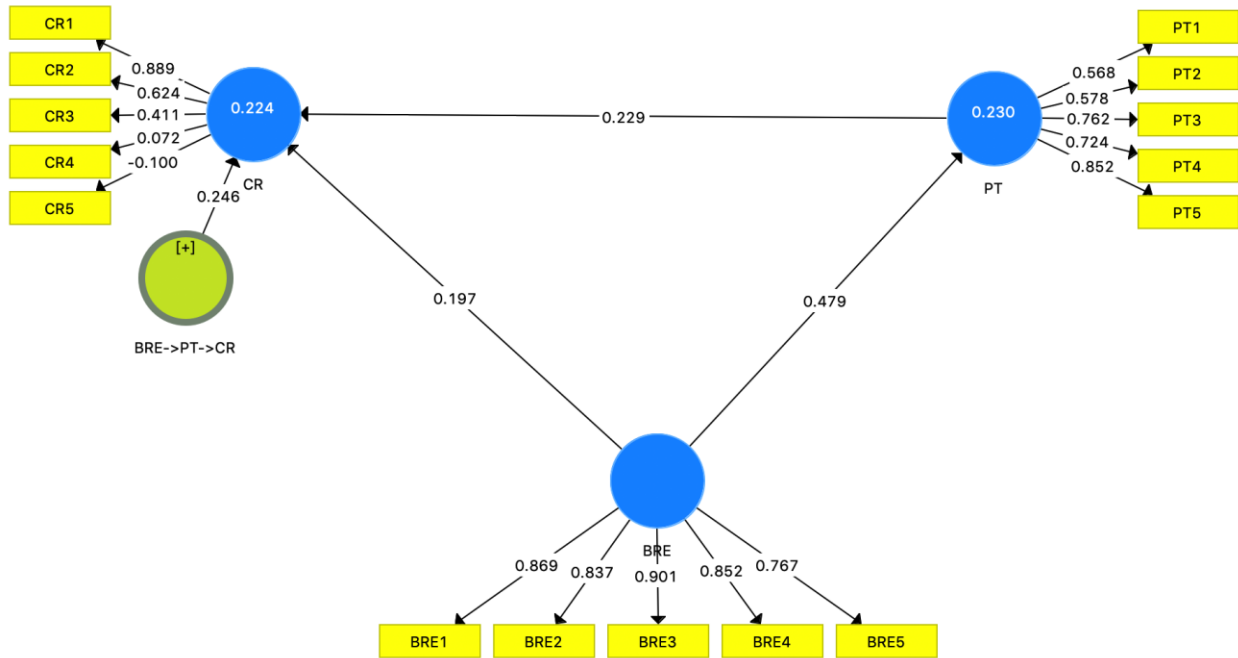 CR1
CR2
CR3
CR4
CR5
0.889
0.624
0.411
0.072
-0.100
0.224
CR
0.246
[+]
BRE->PT->CR
0.229
0.230
PT
PT1
PT2
PT3
PT4
PT5
0.568
0.578
0.762
0.724
0.852
0.197
0.479
BRE
0.869
0.837
0.901
0.852
0.767
BRE1
BRE2
BRE3
BRE4
BRE5